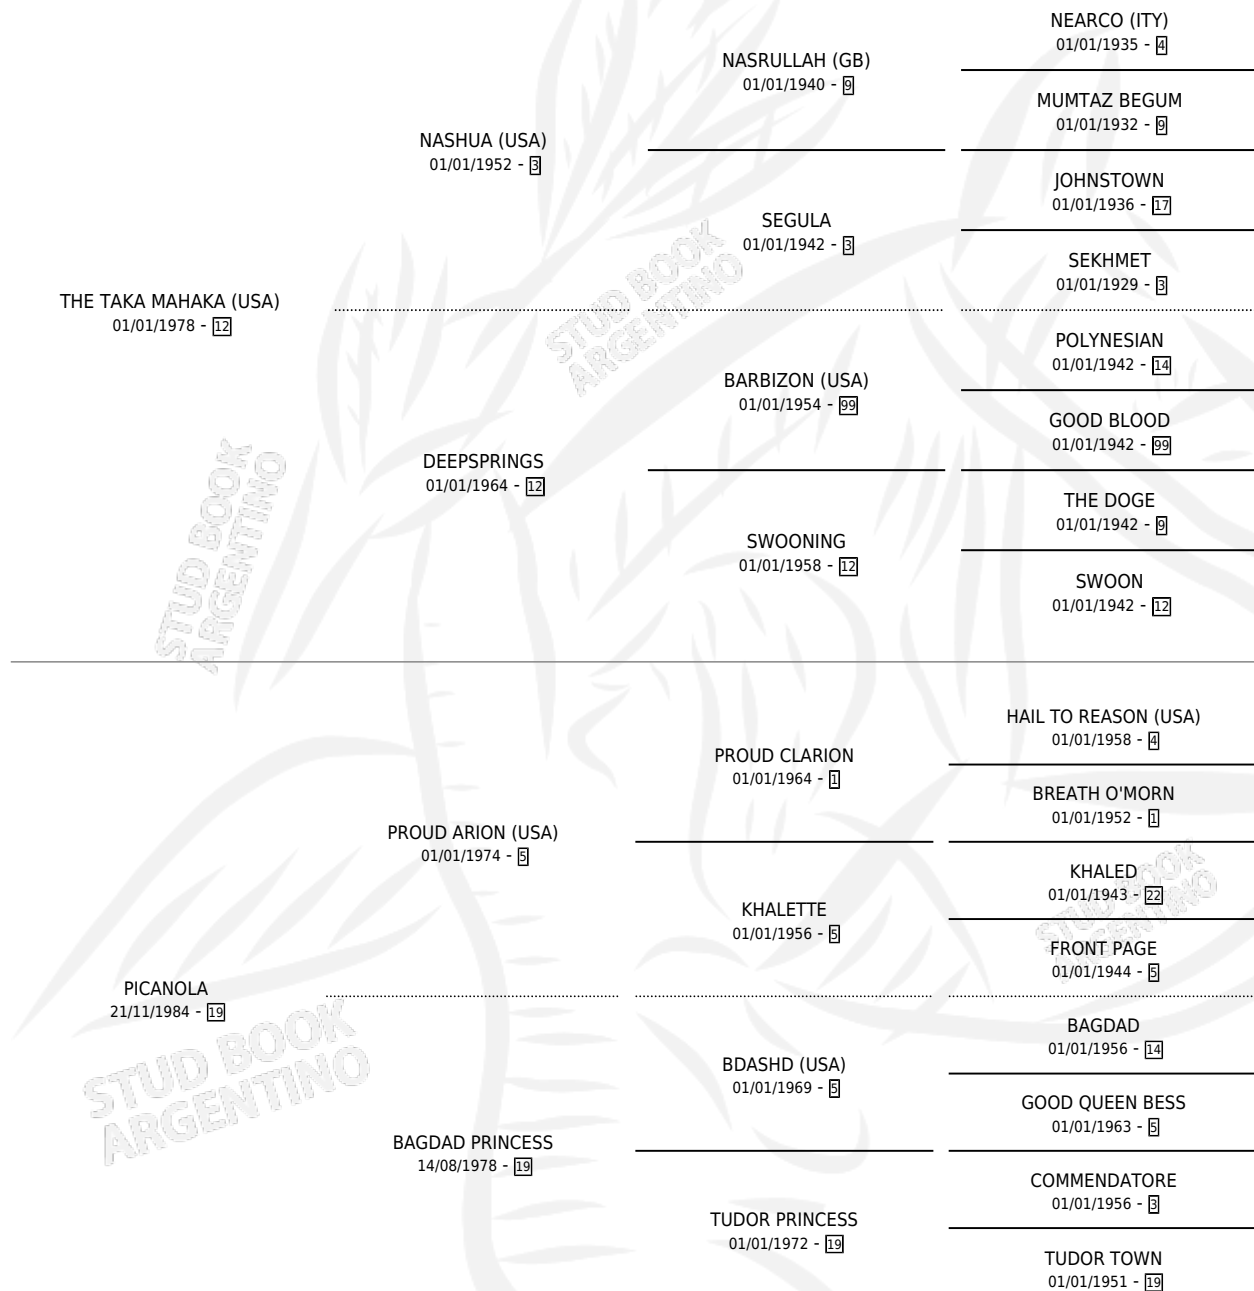 NEARCO (ITY)
01/01/1935 - 4
NASRULLAH (GB)
01/01/1940 - 9
MUMTAZ BEGUM
01/01/1932 - 9
NASHUA (USA)
01/01/1952 - 3
JOHNSTOWN
01/01/1936 - 17
SEGULA
01/01/1942 - 3
SEKHMET
01/01/1929 - 3
THE TAKA MAHAKA (USA)
01/01/1978 - 12
POLYNESIAN
01/01/1942 - 14
BARBIZON (USA)
01/01/1954 - 99
GOOD BLOOD
01/01/1942 - 99
DEEPSPRINGS
01/01/1964 - 12
THE DOGE
01/01/1942 - 9
SWOONING
01/01/1958 - 12
SWOON
01/01/1942 - 12
HAIL TO REASON (USA)
01/01/1958 - 4
PROUD CLARION
01/01/1964 - 1
BREATH O'MORN
01/01/1952 - 1
PROUD ARION (USA)
01/01/1974 - 5
KHALED
01/01/1943 - 22
KHALETTE
01/01/1956 - 5
FRONT PAGE
01/01/1944 - 5
PICANOLA
21/11/1984 - 19
BAGDAD
01/01/1956 - 14
BDASHD (USA)
01/01/1969 - 5
GOOD QUEEN BESS
01/01/1963 - 5
BAGDAD PRINCESS
14/08/1978 - 19
COMMENDATORE
01/01/1956 - 3
TUDOR PRINCESS
01/01/1972 - 19
TUDOR TOWN
01/01/1951 - 19
STUD BOOK
ARGENTINO
STUD BOOK
ARGENTINO
STUD BOOK
ARGENTINO
STUD BOOK
ARGENTINO